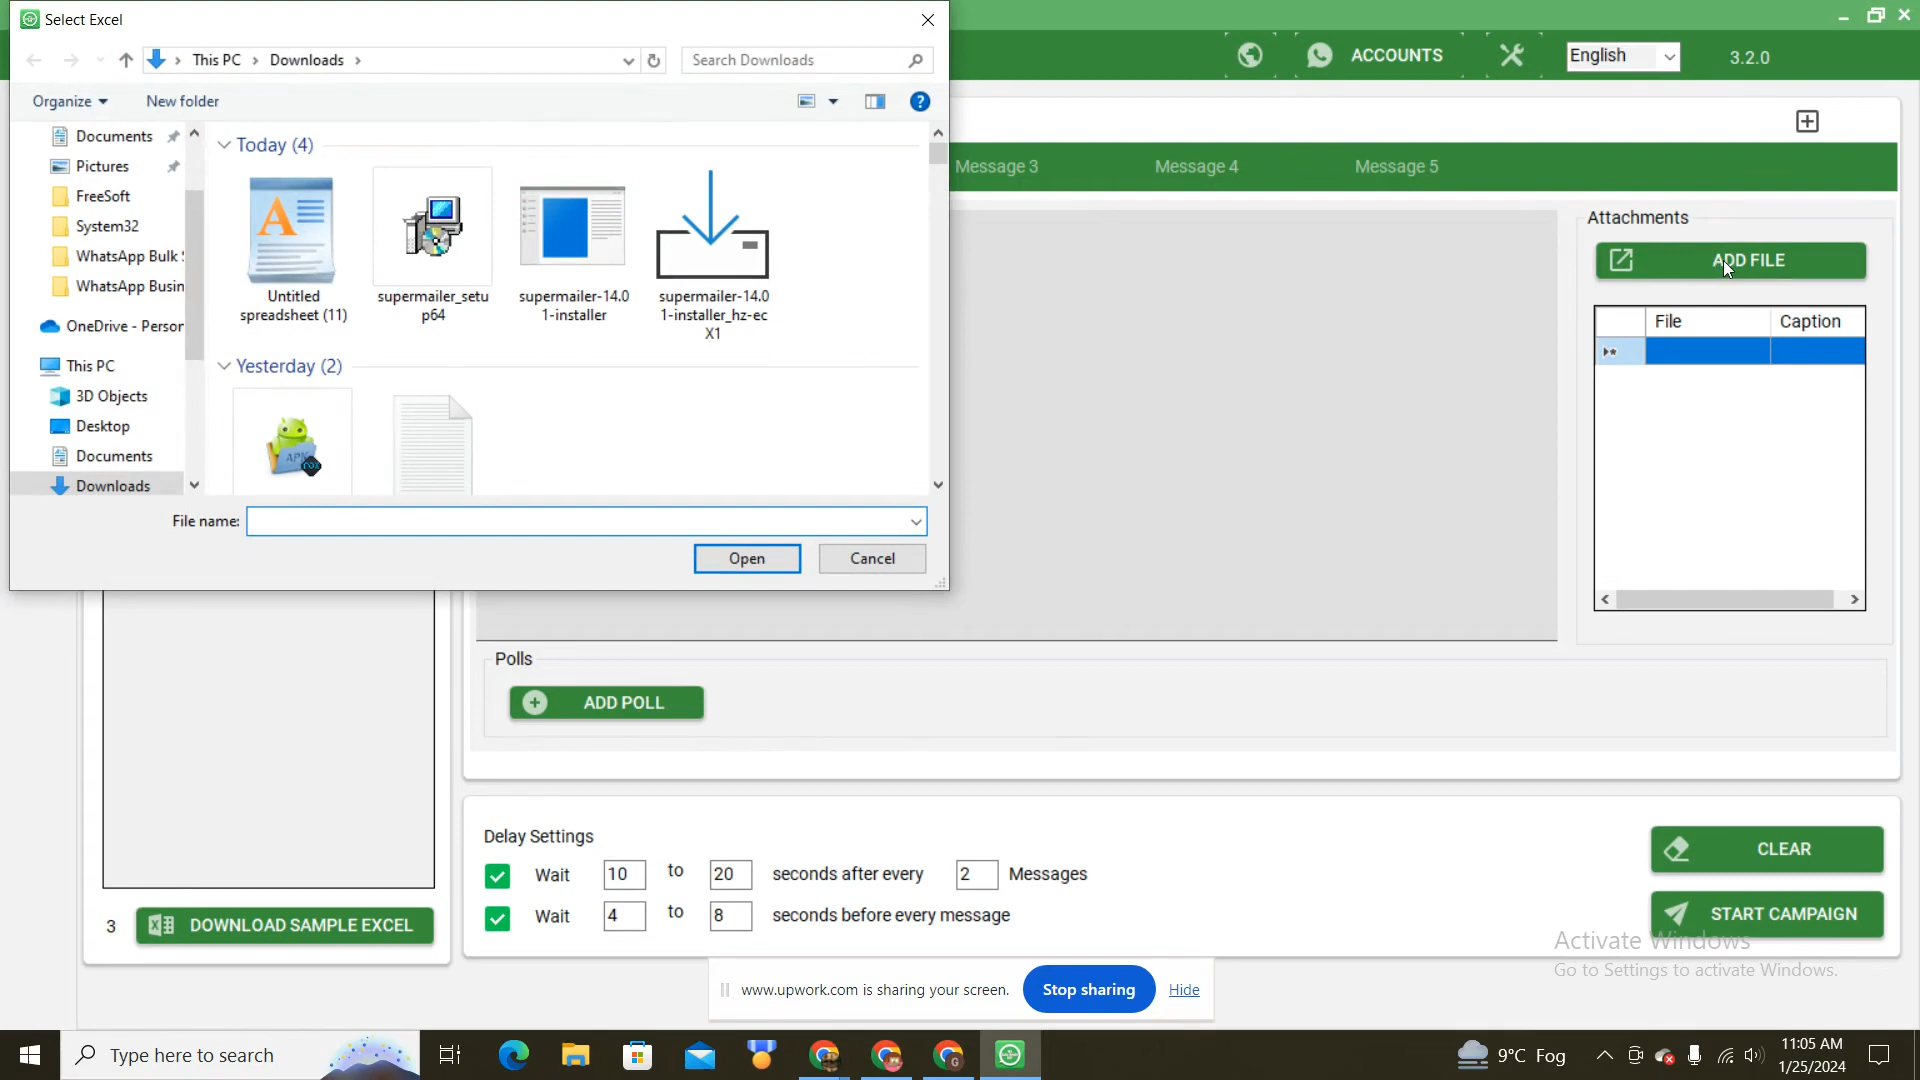 Select Excel
This PC > Downloads >
Search Downloads
Organize
New folder
Documents
Pictures
FreeSoft
System32
WhatsApp Bulk
WhatsApp Busin
OneDrive - Person
This PC
3D Objects
Desktop
Documents
Downloads
Today (4)
Untitled
spreadsheet (11)
supermailer_setu
p64
supermailer-14.0
1-installer
supermailer-14.0
1-installer_hz-ec
X1
Yesterday (2)
APK
File name:
Open
Cancel
ACCOUNTS
English
3.2.0
Message 3
Message 4
Message 5
Attachments
ADD FILE
File
Caption
Polls
ADD POLL
Delay Settings
Wait 10 to 20 seconds after every 2 Messages
Wait 4 to 8 seconds before every message
CLEAR
START CAMPAIGN
3
DOWNLOAD SAMPLE EXCEL
Activate Windows
Go to Settings to activate Windows.
www.upwork.com is sharing your screen.
Stop sharing
Hide
Type here to search
9°C Fog
11:05 AM
1/25/2024